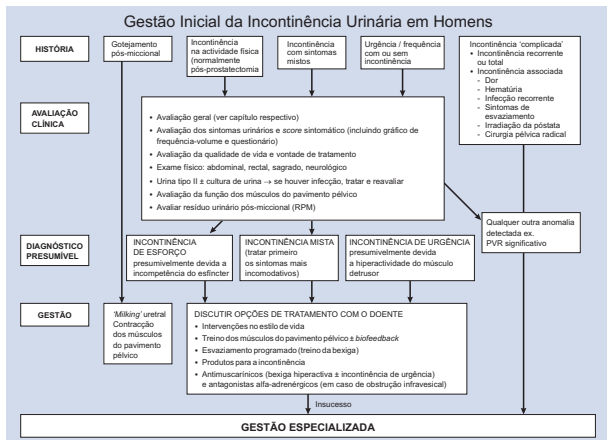 Gestão Inicial da Incontinência Urinária em Homens
HISTÓRIA
Gotejamento
pós-miccional
Incontinência
na actividade física
(normalmente
pós-prostatectomia
Incontinência
com sintomas
mistos
Urgência / frequência
com ou sem
incontinência
Incontinência 'complicada'
• Incontinência recorrente
ou total
• Incontinência associada
- Dor
- Hematúria
- Infecção recorrente
- Sintomas de
esvaziamento
- Irradiação da póstata
- Cirurgia pélvica radical
AVALIAÇÃO
CLÍNICA
• Avaliação geral (ver capítulo respectivo)
• Avaliação dos sintomas urinários e score sintomático (incluindo gráfico de
frequência-volume e questionário)
• Avaliação da qualidade de vida e vontade de tratamento
• Exame físico: abdominal, rectal, sagrado, neurológico
• Urina tipo II ± cultura de urina → se houver infecção, tratar e reavaliar
• Avaliação da função dos músculos do pavimento pélvico
• Avaliar resíduo urinário pós-miccional (RPM)
Qualquer outra anomalia
detectada ex.
PVR significativo
DIAGNÓSTICO
PRESUMÍVEL
INCONTINÊNCIA
DE ESFORÇO
presumivelmente devida a
incompetência do esfincter
INCONTINÊNCIA MISTA
(tratar primeiro
os sintomas mais
incomodativos)
INCONTINÊNCIA DE URGÊNCIA
presumivelmente devida
a hiperactividade do músculo
detrusor
GESTÃO
'Milking' uretral
Contracção
dos músculos
do pavimento
pélvico
DISCUTIR OPÇÕES DE TRATAMENTO COM O DOENTE
• Intervenções no estilo de vida
• Treino dos músculos do pavimento pélvico ± biofeedback
• Esvaziamento programado (treino da bexiga)
• Produtos para a incontinência
• Antimuscarínicos (bexiga hiperactiva ± incontinência de urgência)
e antagonistas alfa-adrenérgicos (em caso de obstrução infravesical)
Insucesso
GESTÃO ESPECIALIZADA